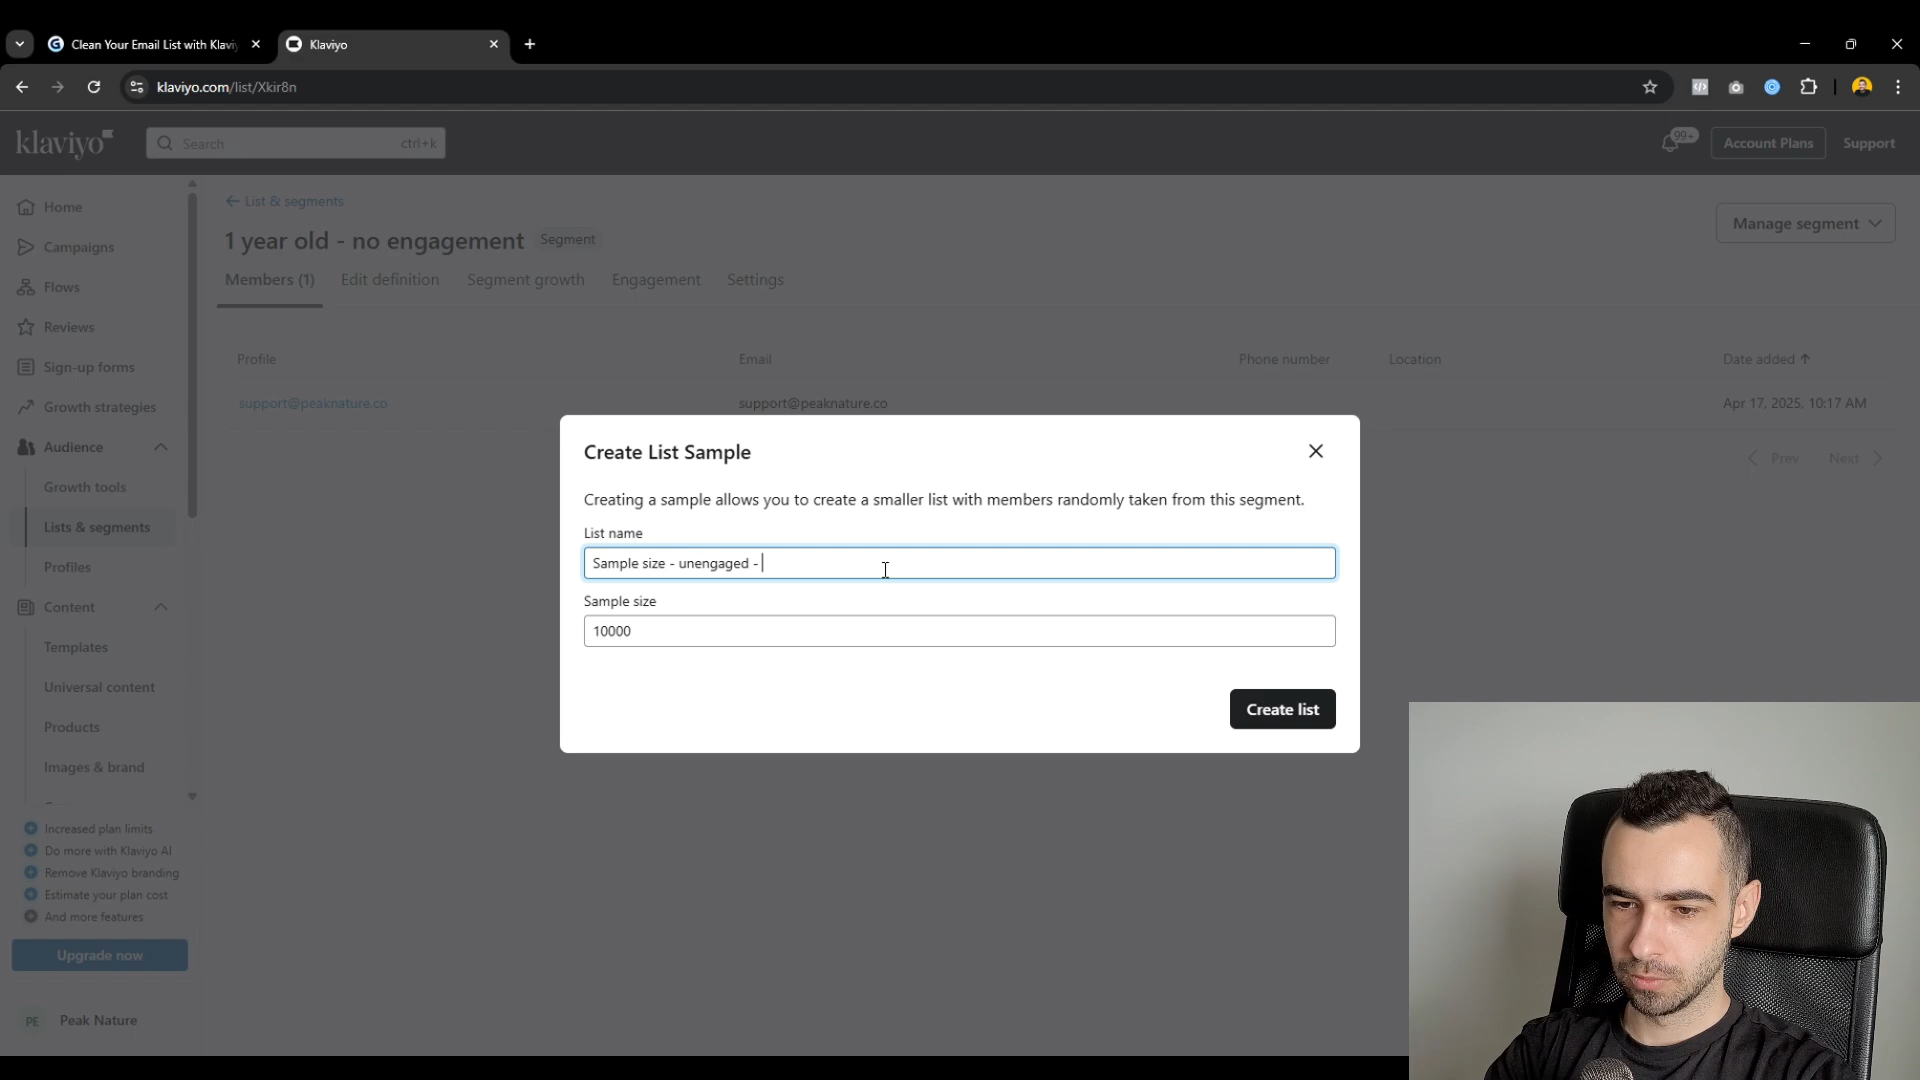 Clean Your Email List with Klaviy
Klaviyo
klaviyo.com/list/Xkir8n
klaviyo
Search
ctrl+k
99+
Account Plans
Support
Home
Campaigns
Flows
Reviews
Sign-up forms
Growth strategies
Audience
Growth tools
Lists & segments
Profiles
Content
Templates
Universal content
Products
Images & brand
Increased plan limits
Do more with Klaviyo AI
Remove Klaviyo branding
Estimate your plan cost
And more features
Upgrade now
PE Peak Nature
← List & segments
1 year old - no engagement Segment
Manage segment
Members (1) Edit definition Segment growth Engagement Settings
Profile Email Phone number Location Date added ↑
support@peaknature.co support@peaknature.co Apr 17, 2025, 10:17 AM
Prev Next
Create List Sample
Creating a sample allows you to create a smaller list with members randomly taken from this segment.
List name
Sample size - unengaged -
Sample size
10000
Create list